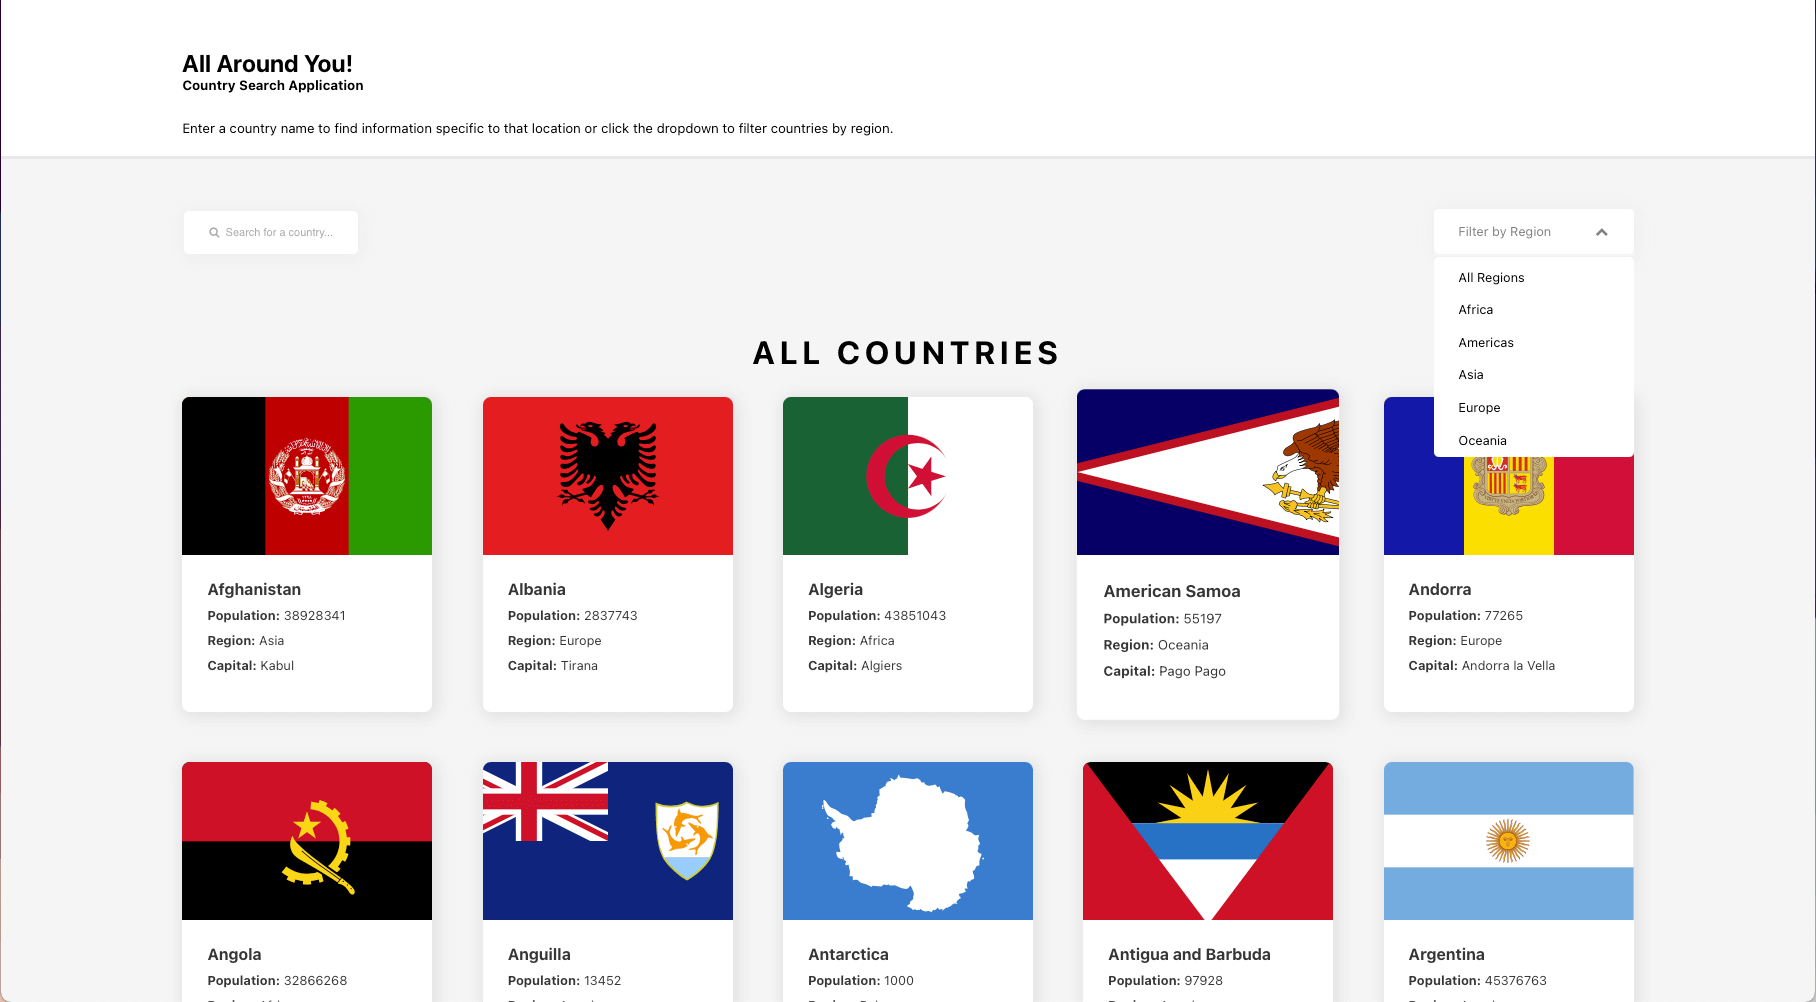 All Around You!
Country Search Application
Enter a country name to find information specific to that location or click the dropdown to filter countries by region.
Search for a country...
Filter by Region
All Regions
Africa
Americas
Asia
Europe
Oceania
ALL COUNTRIES
Afghanistan
Population: 38928341
Region: Asia
Capital: Kabul
Albania
Population: 2837743
Region: Europe
Capital: Tirana
Algeria
Population: 43851043
Region: Africa
Capital: Algiers
American Samoa
Population: 55197
Region: Oceania
Capital: Pago Pago
Andorra
Population: 77265
Region: Europe
Capital: Andorra la Vella
Angola
Population: 32866268
Anguilla
Population: 13452
Antarctica
Population: 1000
Antigua and Barbuda
Population: 97928
Argentina
Population: 45376763